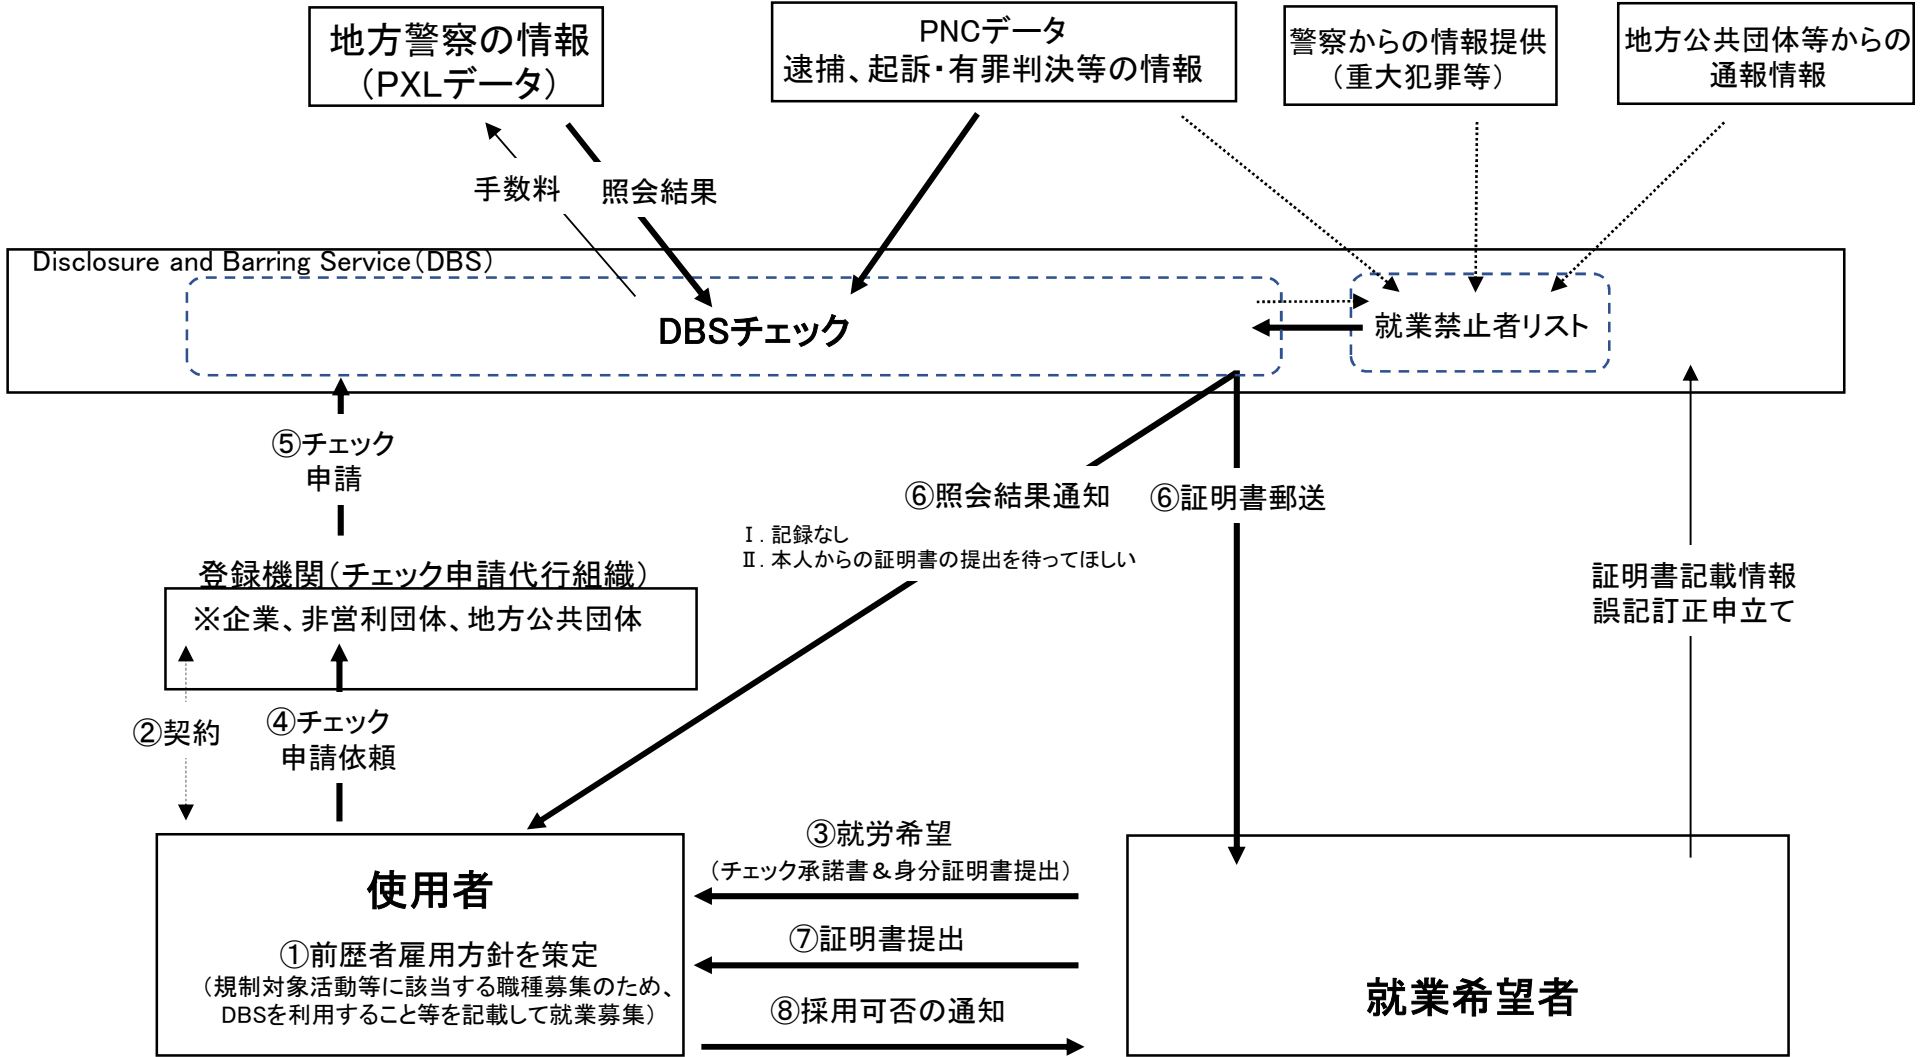 地方警察の情報
（PXLデータ）
PNCデータ
逮捕、起訴・有罪判決等の情報
警察からの情報提供
（重大犯罪等）
地方公共団体等からの
通報情報
手数料
照会結果
Disclosure and Barring Service（DBS）
DBSチェック
就業禁止者リスト
⑤チェック
申請
⑥照会結果通知
⑥証明書郵送
Ⅰ．記録なし
Ⅱ．本人からの証明書の提出を待ってほしい
登録機関（チェック申請代行組織）
※企業、非営利団体、地方公共団体
証明書記載情報
誤記訂正申立て
②契約
④チェック
申請依頼
③就労希望
（チェック承諾書＆身分証明書提出）
使用者
①前歴者雇用方針を策定
（規制対象活動等に該当する職種募集のため、
DBSを利用すること等を記載して就業募集）
⑦証明書提出
⑧採用可否の通知
就業希望者